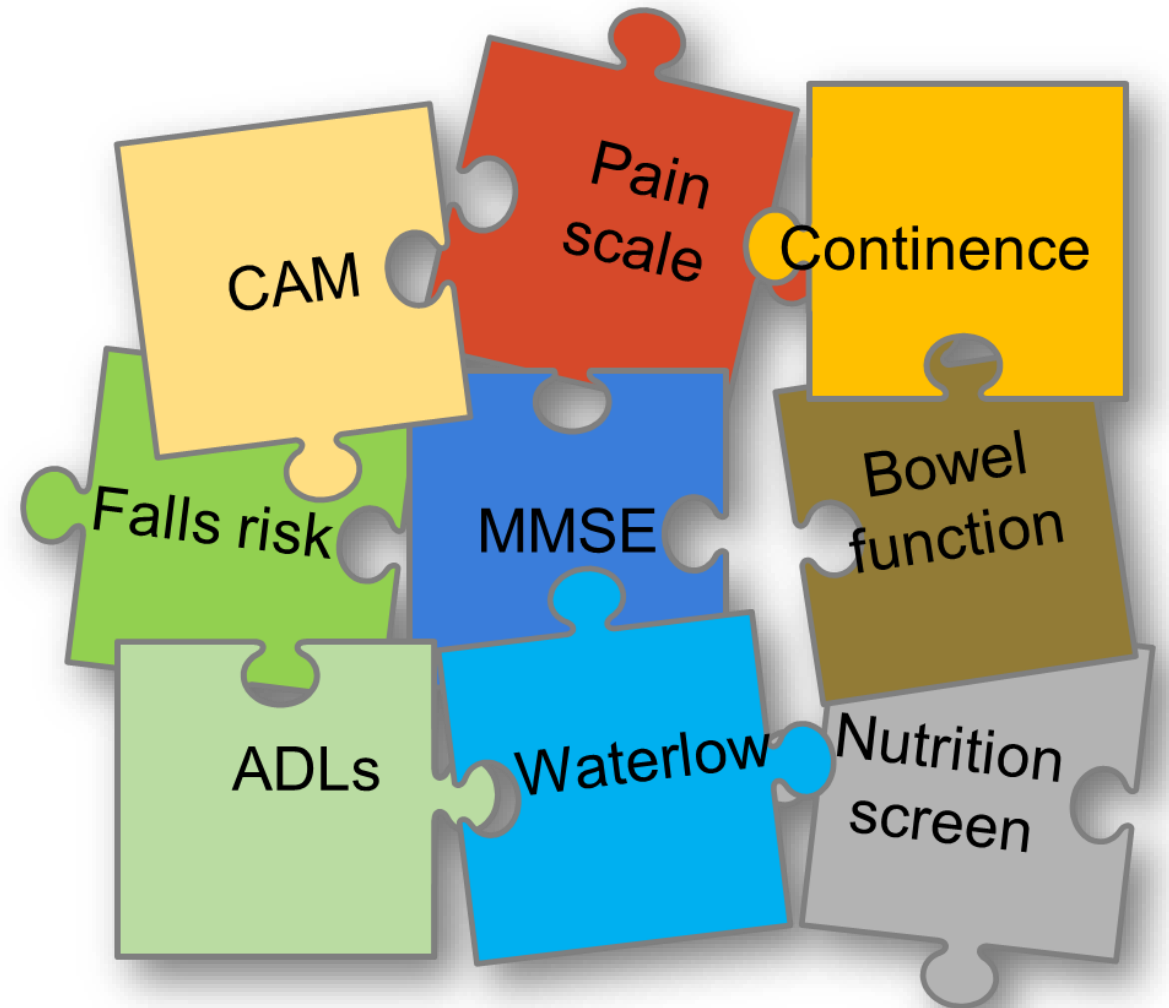 CAM
Pain
scale
Continence
Falls risk
MMSE
Bowel
function
ADLs
Waterlow
Nutrition
screen